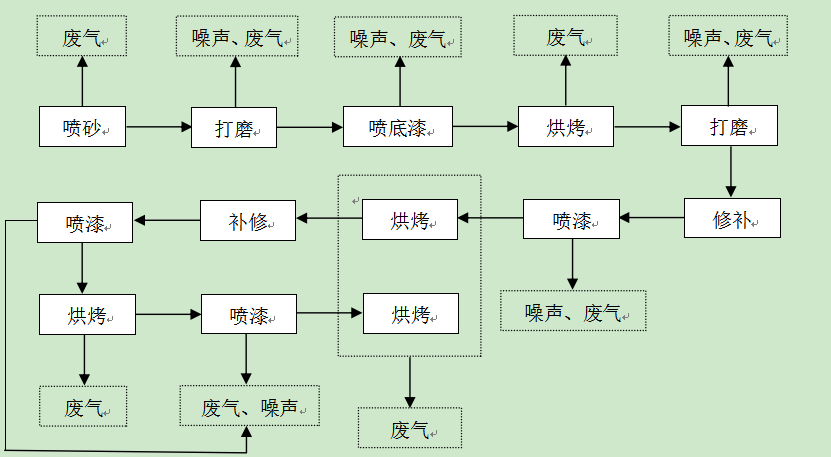 废气
噪声、废气
噪声、废气
废气
噪声、废气
喷砂
打磨
喷底漆
烘烤
打磨
喷漆
补修
烘烤
喷漆
修补
烘烤
喷漆
烘烤
噪声、废气
废气
废气、噪声
废气